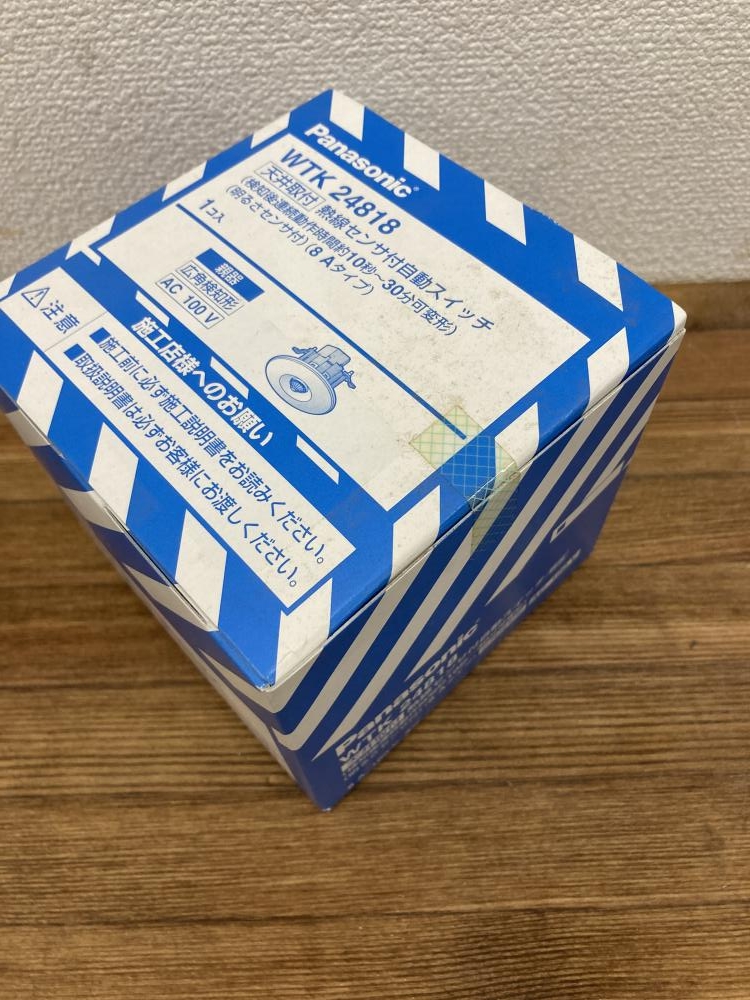 Panasonic
WTK 24818
天井取付 熱線センサ付自動スイッチ
(検知後連続動作時間約10秒~30分可変形)
(明るさセンサ付)(8 Aタイプ)
1コ入
親器
広角検知形
AC 100 V
施工店様へのお願い
注意
■施工前に必ず施工説明書をお読みください。
■取扱説明書は必ずお客様にお渡しください。
Panasonic
WTK 24818